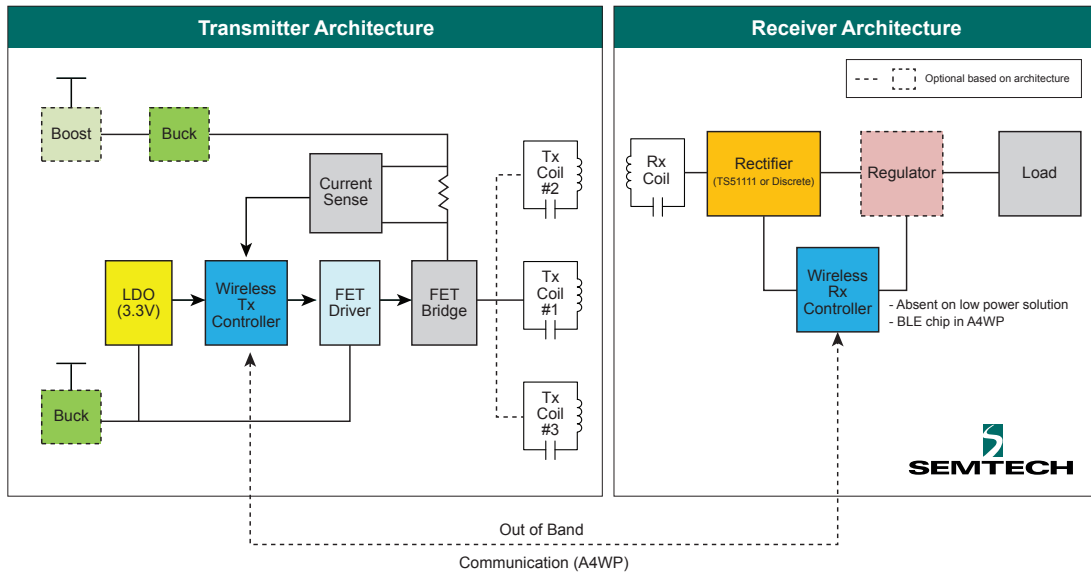 Transmitter Architecture
Boost
Buck
Current
Sense
Tx
Coil
#2
LDO
(3.3V)
Wireless
Tx
Controller
FET
Driver
FET
Bridge
Tx
Coil
#1
Buck
Tx
Coil
#3
Receiver Architecture
Optional based on architecture
Rx
Coil
Rectifier
(TS51111 or Discrete)
Regulator
Load
Wireless
Rx
Controller
- Absent on low power solution
- BLE chip in A4WP
SEMTECH
Out of Band
Communication (A4WP)